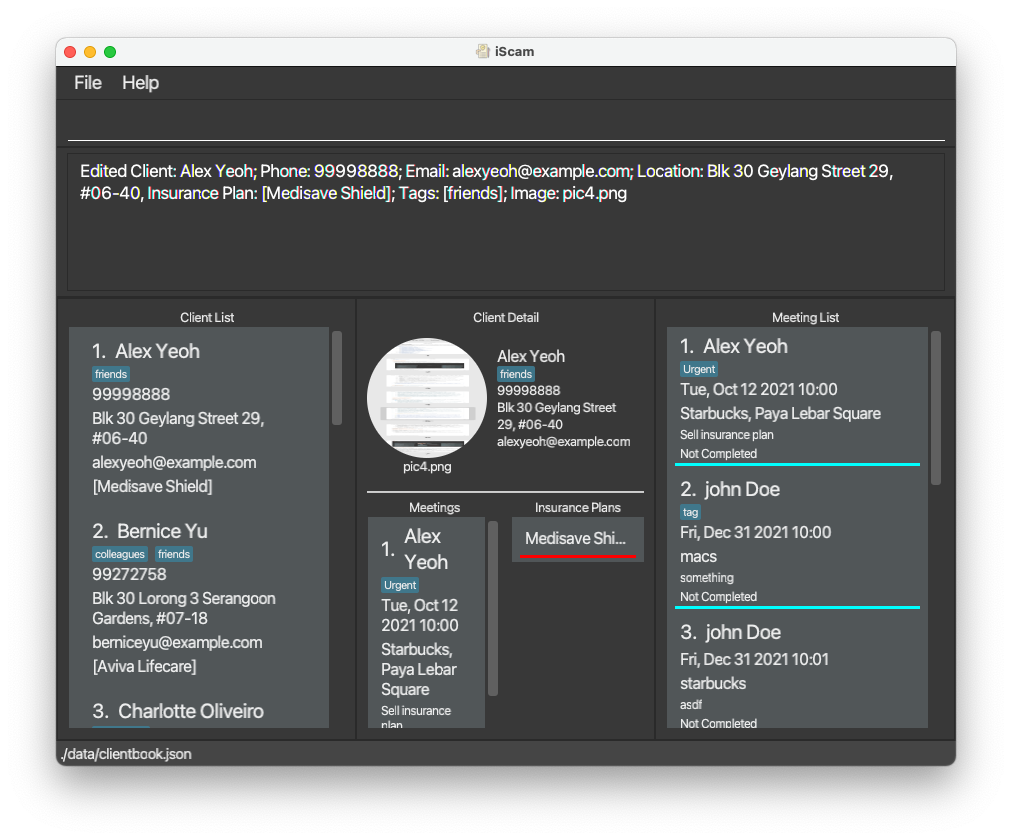 iScam
File Help
Edited Client: Alex Yeoh; Phone: 99998888; Email: alexyeoh@example.com; Location: Blk 30 Geylang Street 29,
#06-40, Insurance Plan: [Medisave Shield]; Tags: [friends]; Image: pic4.png
Client List
1. Alex Yeoh
friends
99998888
Blk 30 Geylang Street 29,
#06-40
alexyeoh@example.com
[Medisave Shield]
2. Bernice Yu
colleagues friends
99272758
Blk 30 Lorong 3 Serangoon
Gardens, #07-18
berniceyu@example.com
[Aviva Lifecare]
3. Charlotte Oliveiro
Client Detail
Alex Yeoh
friends
99998888
Blk 30 Geylang Street
29, #06-40
alexyeoh@example.com
pic4.png
Meetings
1. Alex
Yeoh
Urgent
Tue, Oct 12
2021 10:00
Starbucks,
Paya Lebar
Square
Sell insurance
plan
Insurance Plans
Medisave Shi...
Meeting List
1. Alex Yeoh
Urgent
Tue, Oct 12 2021 10:00
Starbucks, Paya Lebar Square
Sell insurance plan
Not Completed
2. john Doe
tag
Fri, Dec 31 2021 10:00
macs
something
Not Completed
3. john Doe
Fri, Dec 31 2021 10:01
starbucks
asdf
Not Completed
./data/clientbook.json